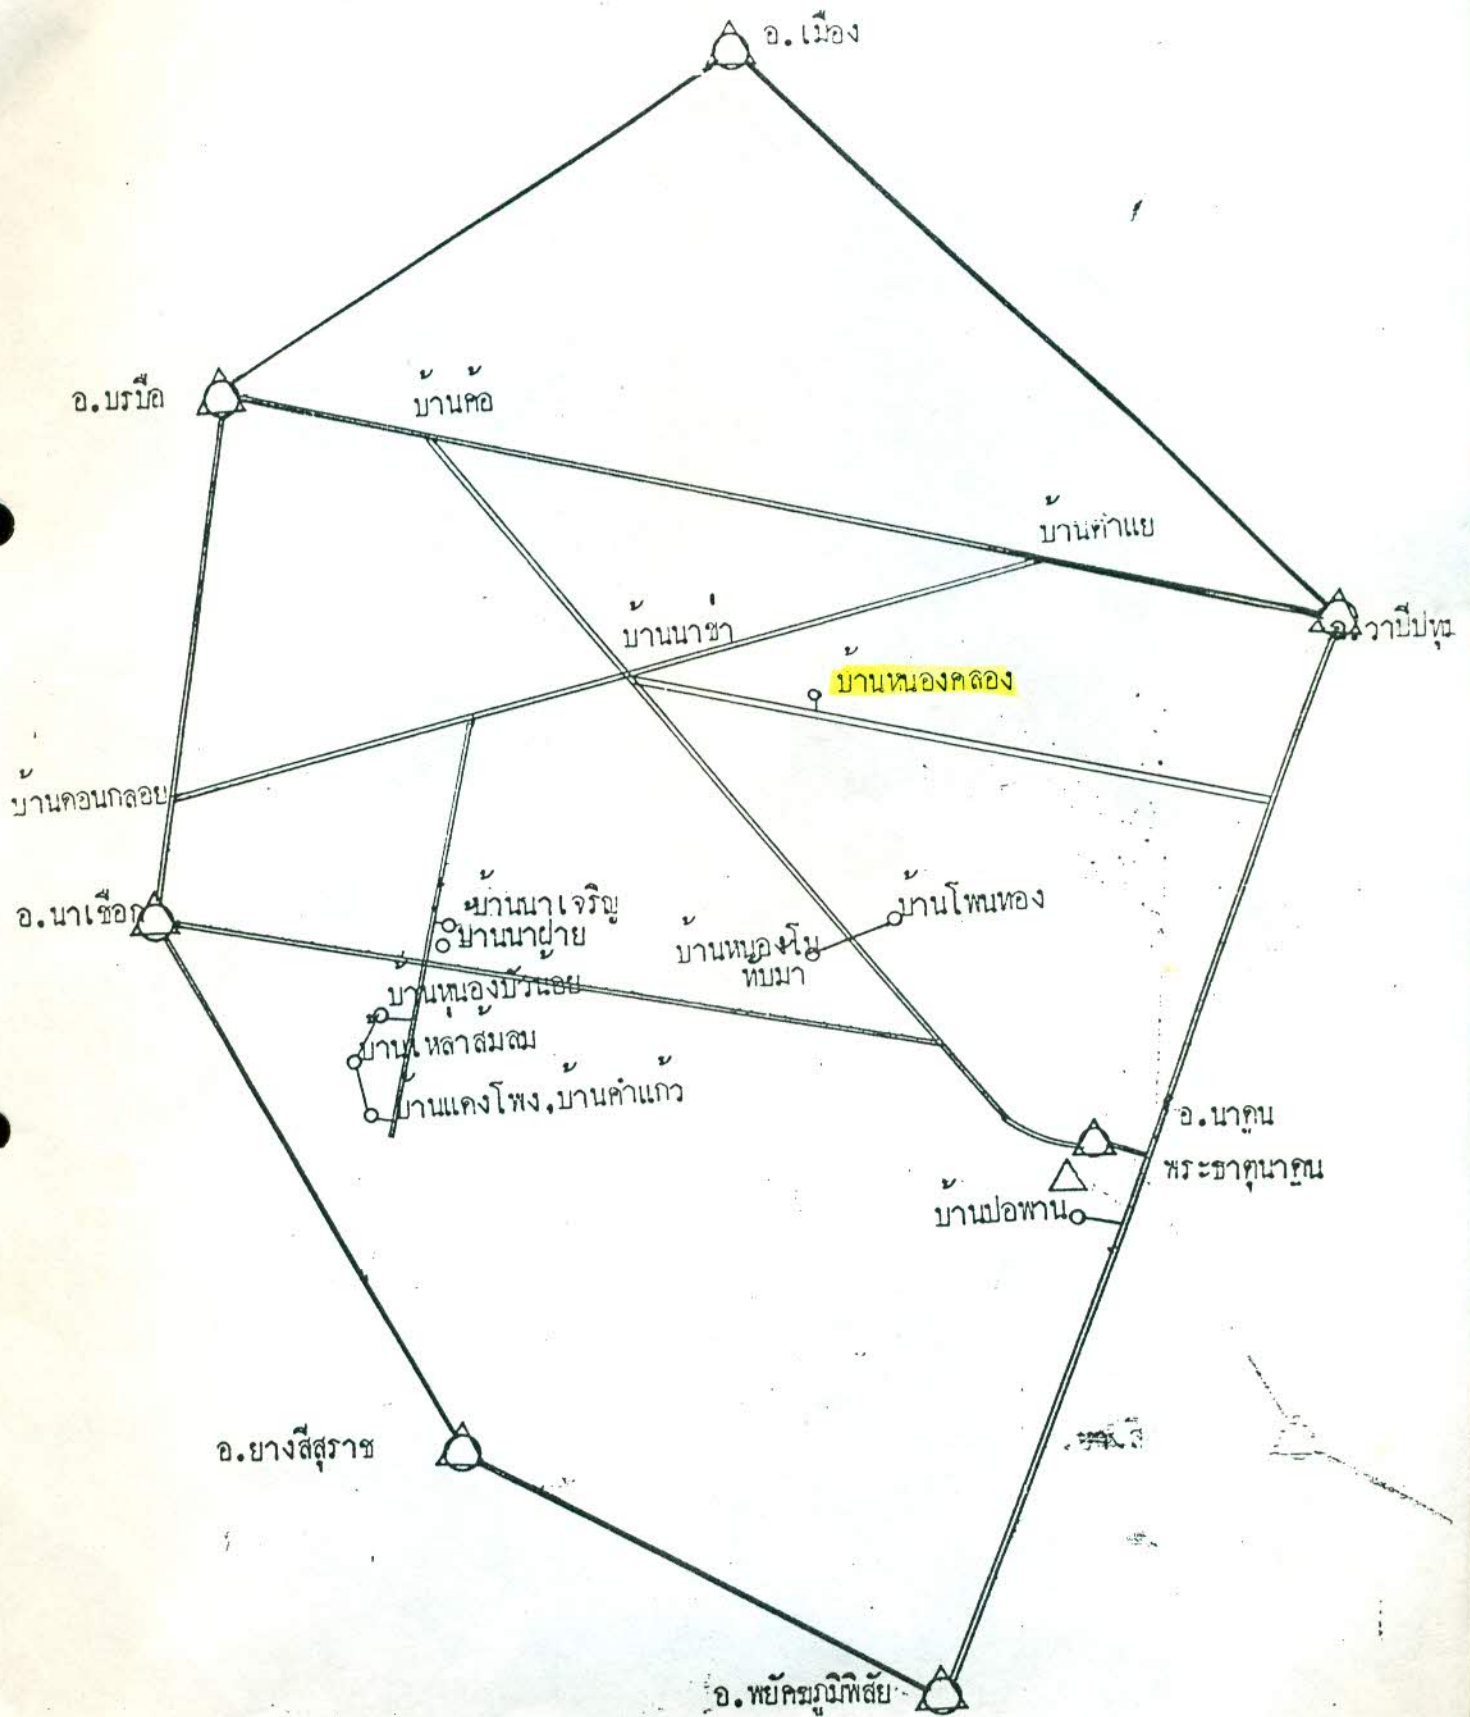 อ.เมือง
อ.บรบือ
บ้านค้อ
บ้านตำแย
บ้านนาข่า
อ.วาปีปทุม
บ้านหนองคลอง
บ้านดอนกลอย
อ.นาเชือก
บ้านนาเจริญ
บ้านโพนทอง
บ้านนาฝาย
บ้านหนองโน
ทับมา
บ้านหนองบัวน้อย
บ้านเหล่าส้มลม
บ้านแดงโพง,บ้านคำแก้ว
อ.นาดูน
พระธาตุนาดูน
บ้านปอพาน
อ.ยางสีสุราช
อ.พยัคฆภูมิพิสัย